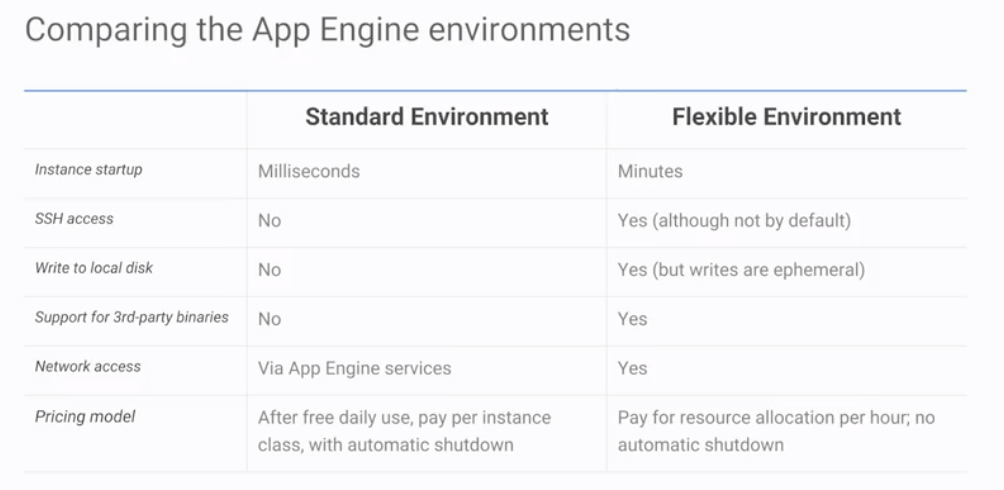 Comparing the App Engine environments
Standard Environment Flexible Environment
Instance startup Milliseconds Minutes
SSH access No Yes (although not by default)
Write to local disk No Yes (but writes are ephemeral)
Support for 3rd-party binaries No Yes
Network access Via App Engine services Yes
Pricing model After free daily use, pay per instance Pay for resource allocation per hour; no
class, with automatic shutdown automatic shutdown